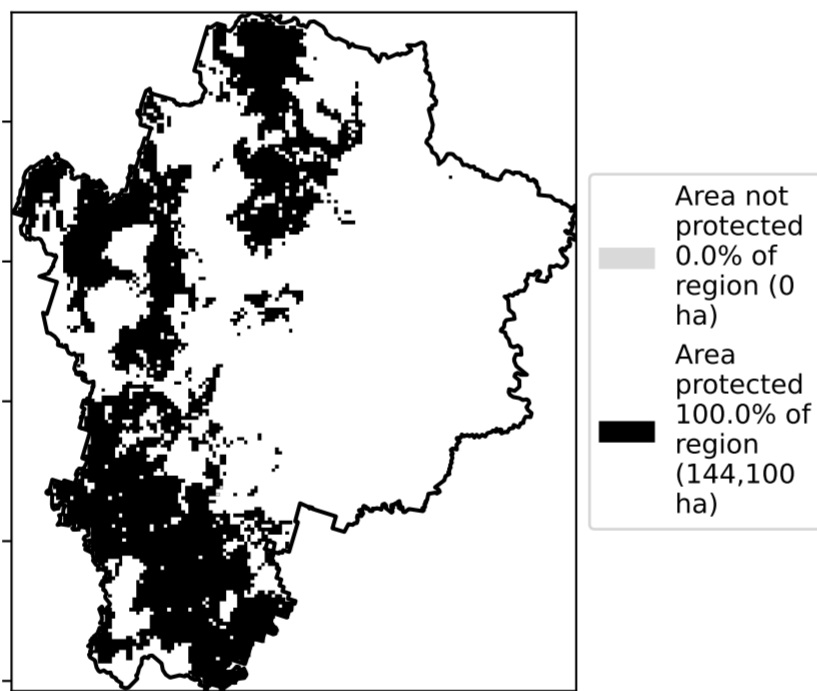 Area not
protected
0.0% of
region (0
ha)
Area
protected
100.0% of
region
(144,100
ha)